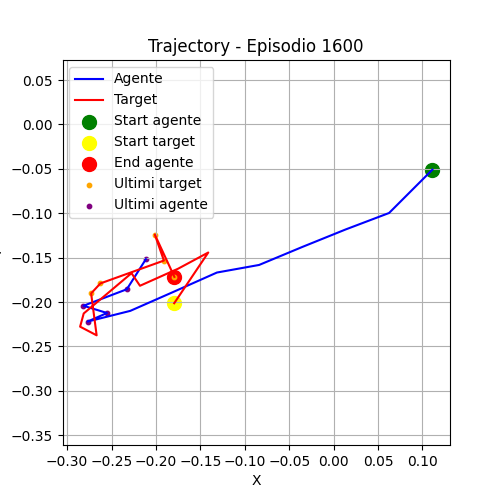 Trajectory - Episodio 1600
Agente
Target
Start agente
Start target
End agente
Ultimi target
Ultimi agente
0.05
0.00
−0.05
−0.10
−0.15
−0.20
−0.25
−0.30
−0.35
−0.30 −0.25 −0.20 −0.15 −0.10 −0.05 0.00 0.05 0.10
X